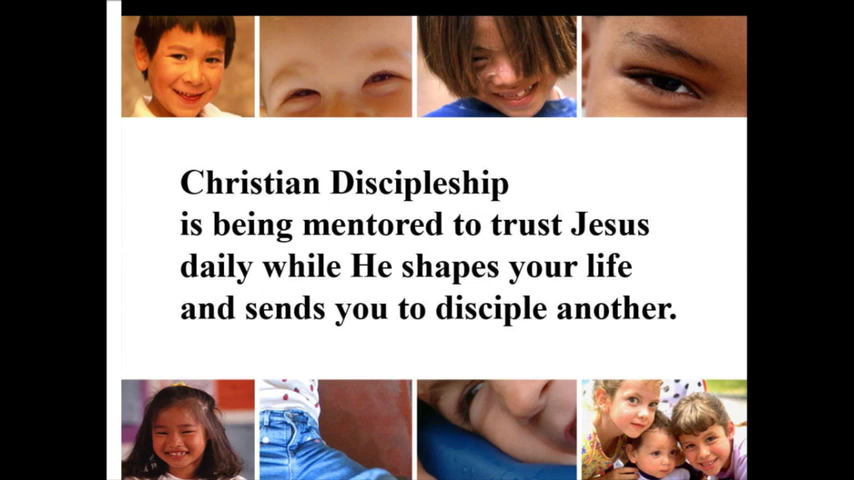 Christian Discipleship
is being mentored to trust Jesus
daily while He shapes your life
and sends you to disciple another.